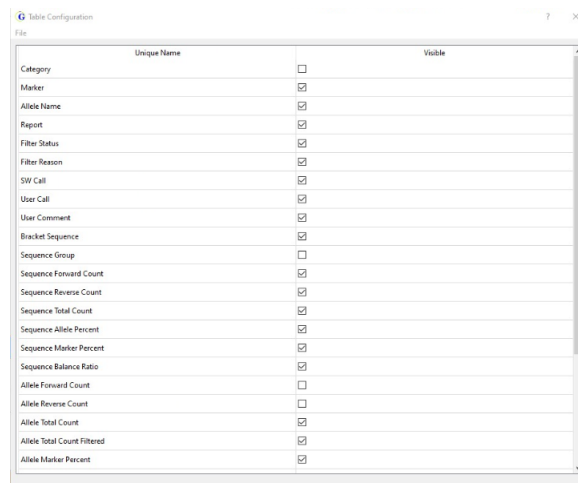 G Table Configuration ? ×
File
Unique Name Visible
Category
Marker
Allele Name
Report
Filter Status
Filter Reason
SW Call
User Call
User Comment
Bracket Sequence
Sequence Group
Sequence Forward Count
Sequence Reverse Count
Sequence Total Count
Sequence Allele Percent
Sequence Marker Percent
Sequence Balance Ratio
Allele Forward Count
Allele Reverse Count
Allele Total Count
Allele Total Count Filtered
Allele Marker Percent